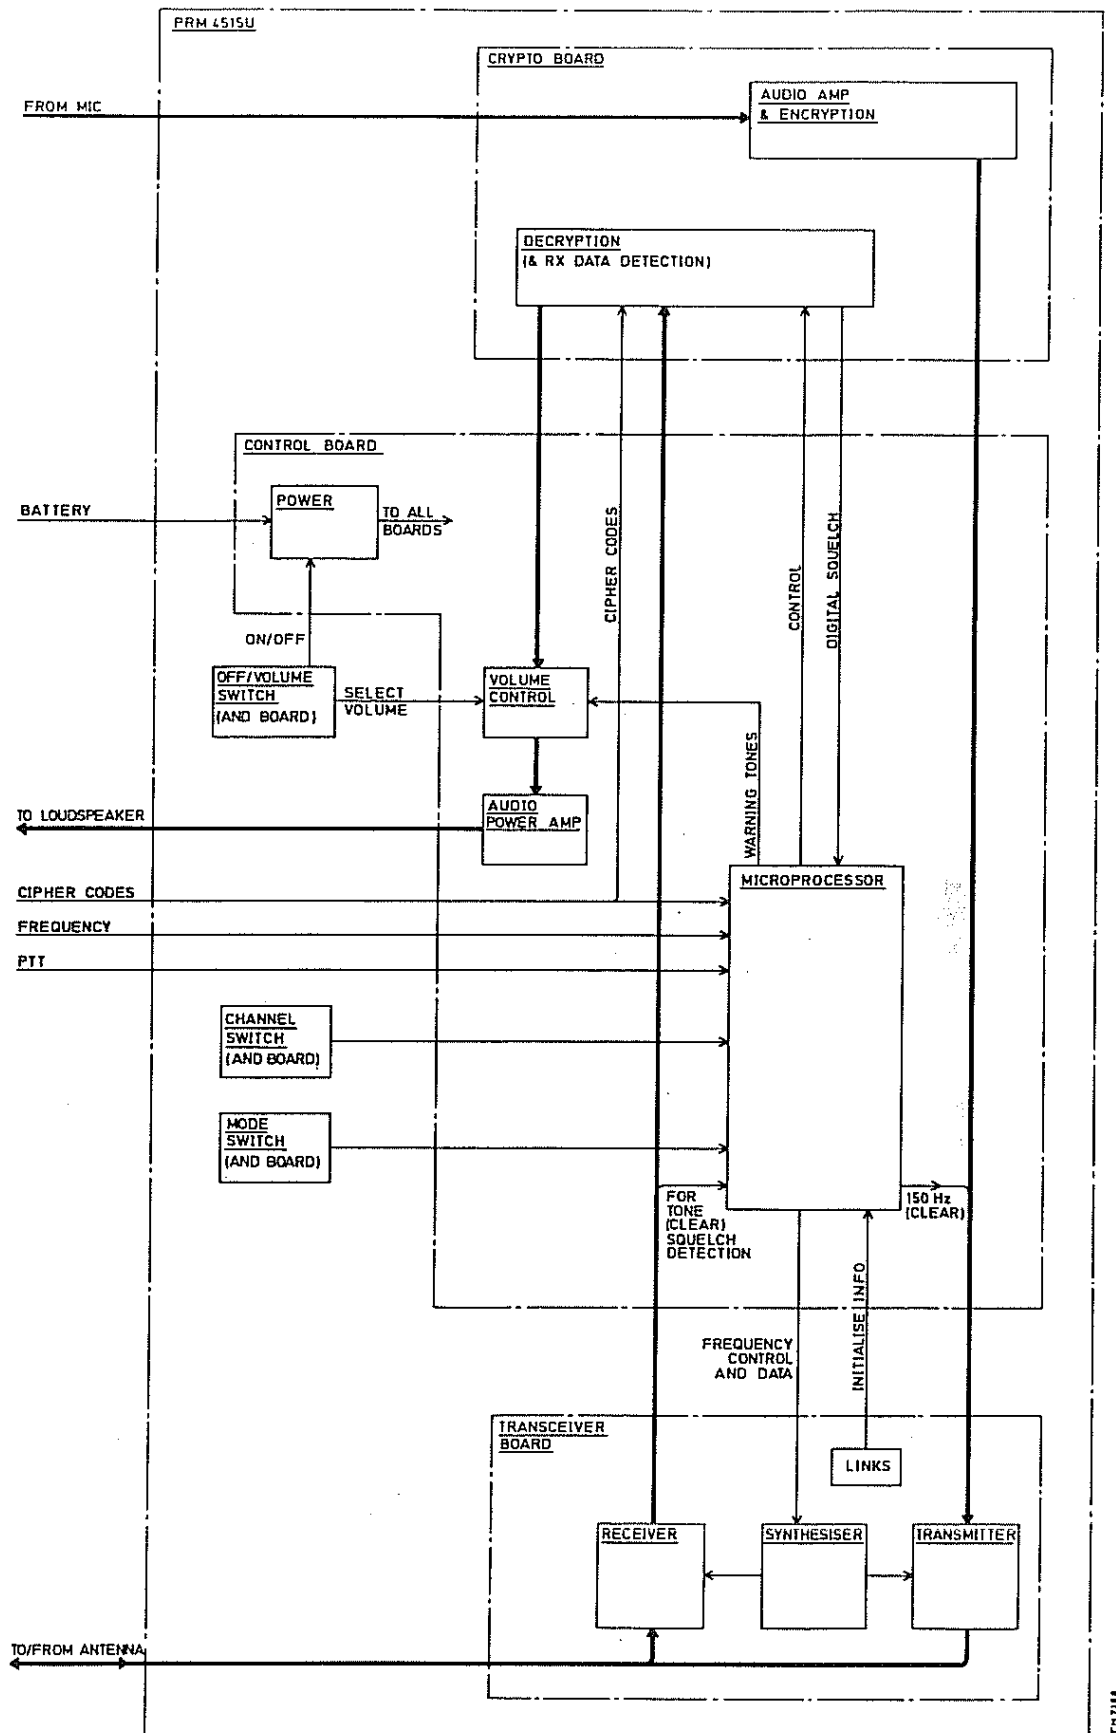 PRM 4515U
CRYPTO BOARD
FROM MIC
AUDIO AMP
& ENCRYPTION
DECRYPTION
(& RX DATA DETECTION)
CONTROL BOARD
BATTERY
POWER
TO ALL
BOARDS
CIPHER CODES
CONTROL
DIGITAL SQUELCH
ON/OFF
OFF/VOLUME
SWITCH
(AND BOARD)
SELECT
VOLUME
VOLUME
CONTROL
WARNING TONES
TO LOUDSPEAKER
AUDIO
POWER AMP
MICROPROCESSOR
CIPHER CODES
FREQUENCY
PTT
CHANNEL
SWITCH
(AND BOARD)
MODE
SWITCH
(AND BOARD)
FOR
TONE
(CLEAR)
SQUELCH
DETECTION
150 Hz
(CLEAR)
FREQUENCY
CONTROL
AND DATA
INITIALISE INFO
TRANSCEIVER
BOARD
LINKS
RECEIVER
SYNTHESISER
TRANSMITTER
TO/FROM ANTENNA